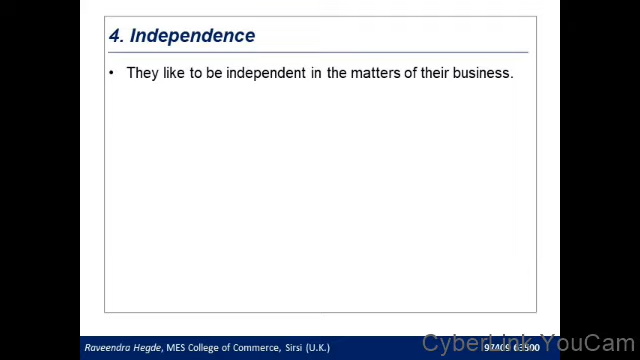 4. Independence
• They like to be independent in the matters of their business.
Raveendra Hegde, MES College of Commerce, Sirsi (U.K.)
CyberLink YouCam